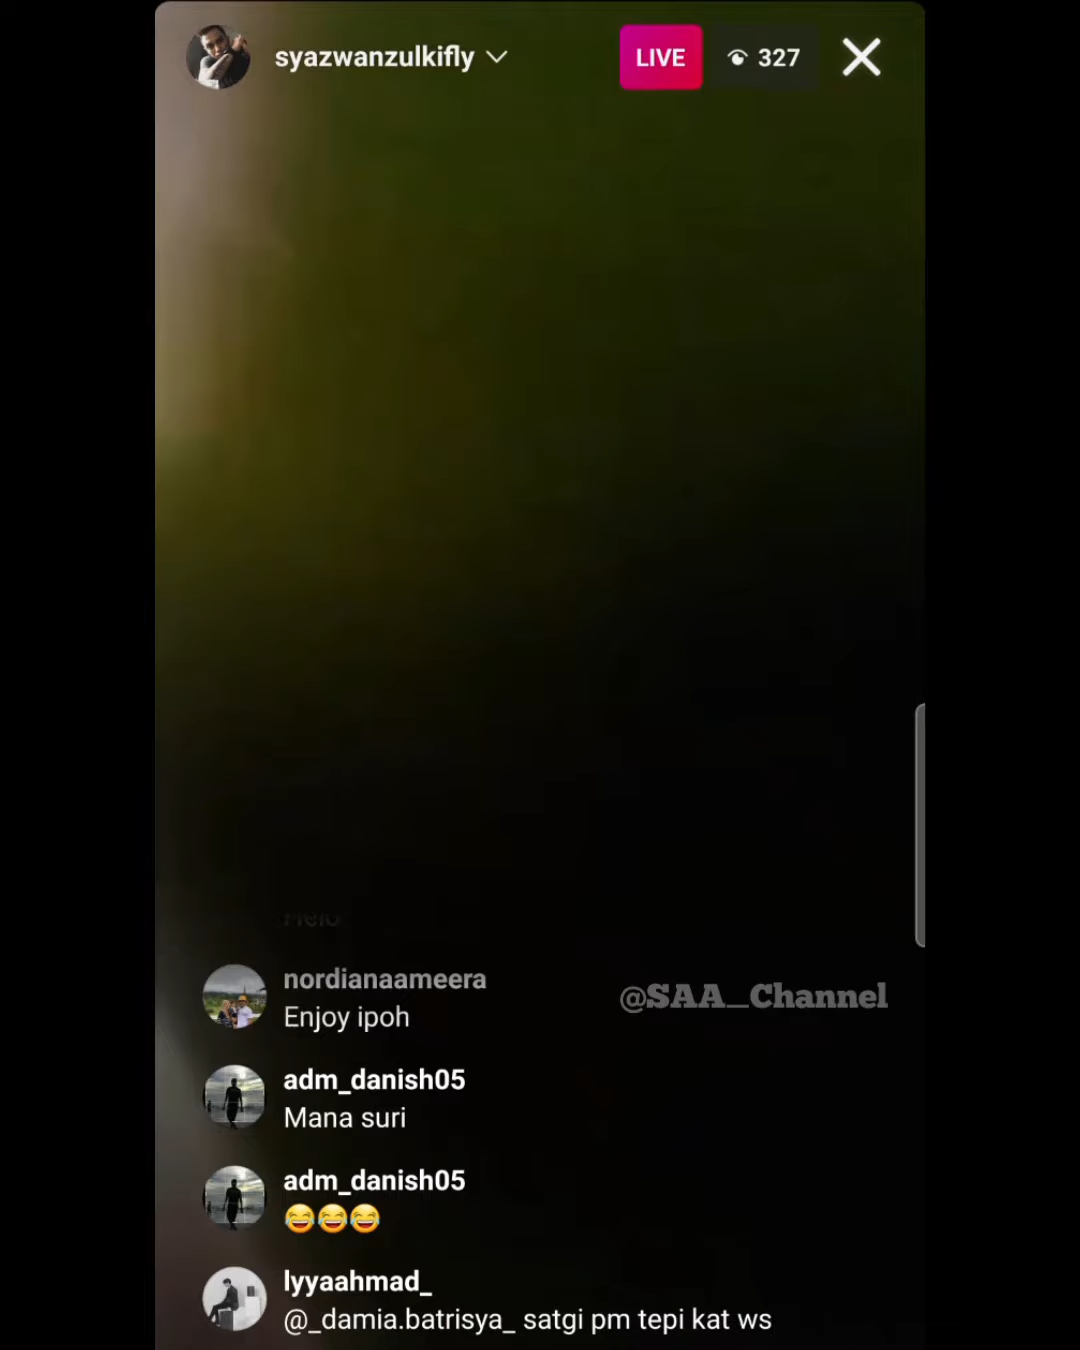 syazwanzulkifly
LIVE
327
Helo
nordianaameera
Enjoy ipoh
@SAA_Channel
adm_danish05
Mana suri
adm_danish05
😂😂😂
lyyaahmad_
@_damia.batrisya_ satgi pm tepi kat ws